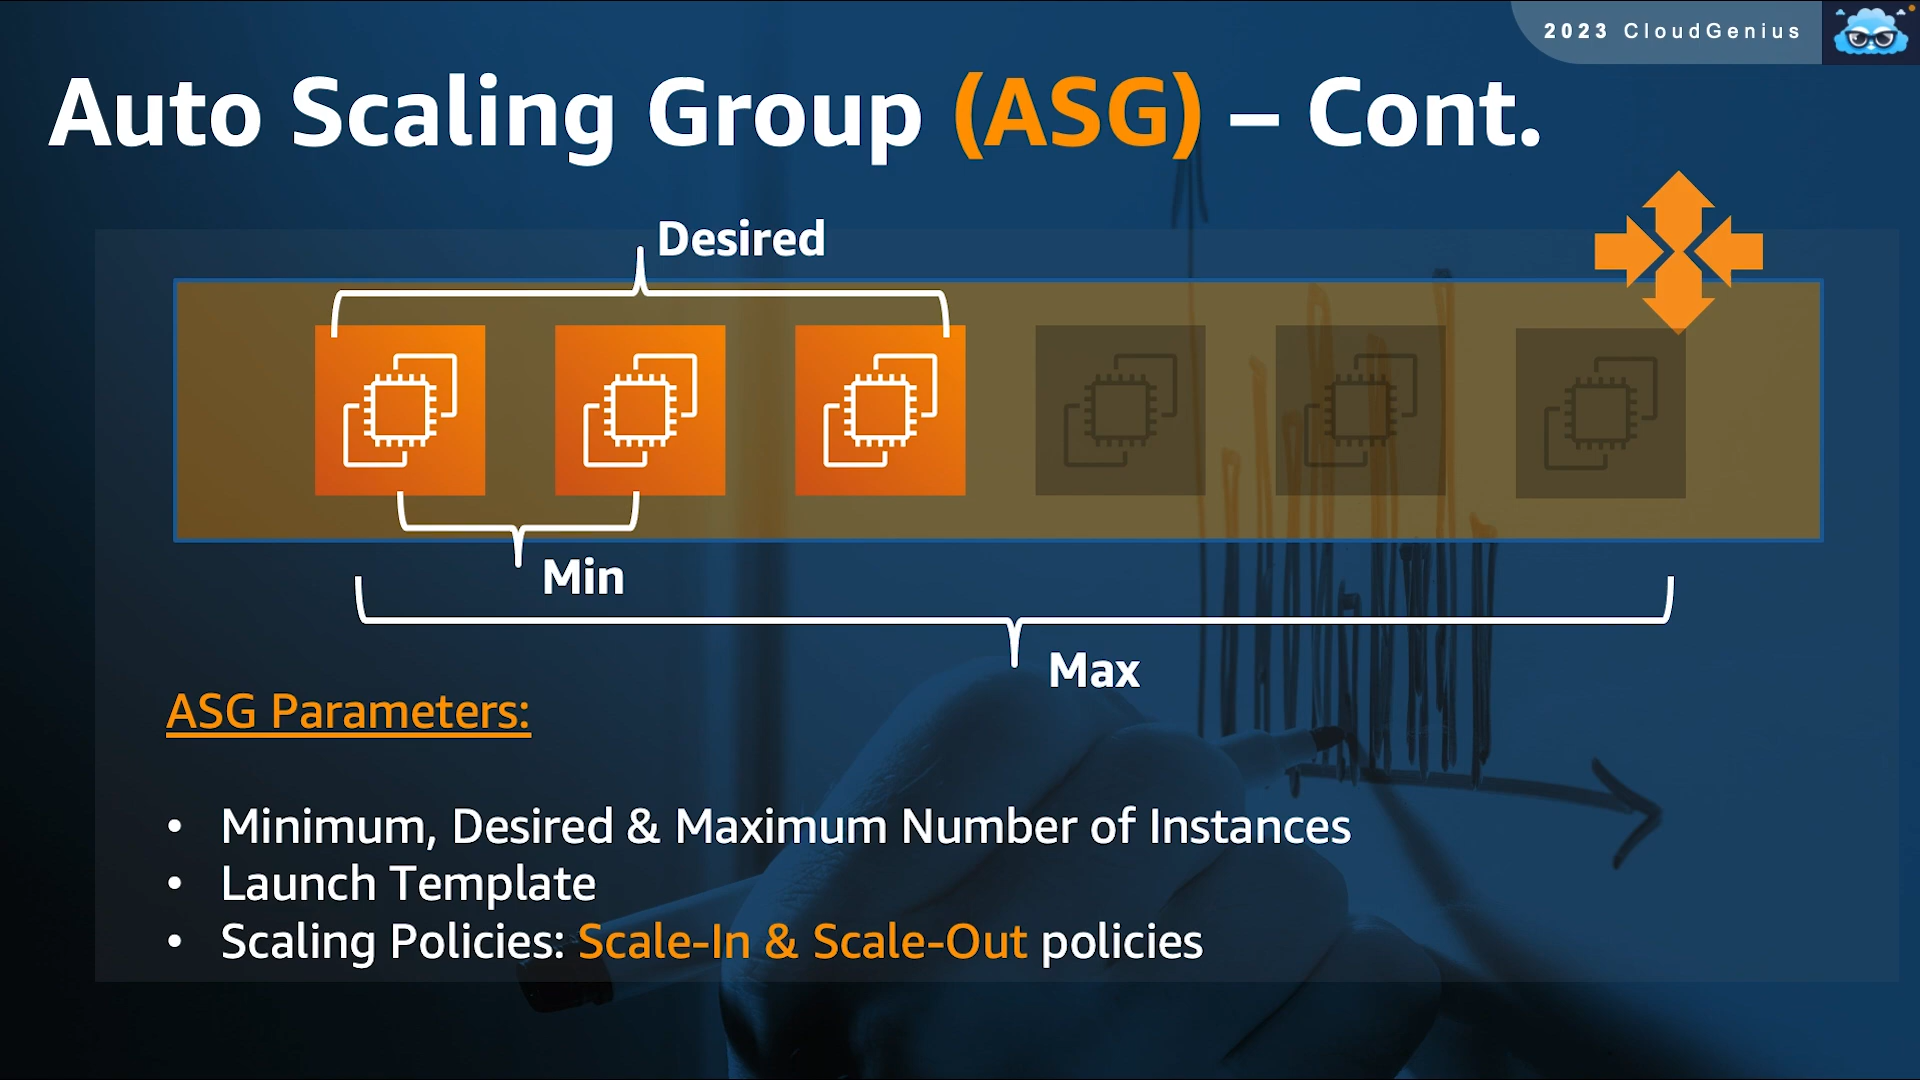 2023 CloudGenius
Auto Scaling Group (ASG) – Cont.
Desired
Min
Max
ASG Parameters:
• Minimum, Desired & Maximum Number of Instances
• Launch Template
• Scaling Policies: Scale-In & Scale-Out policies